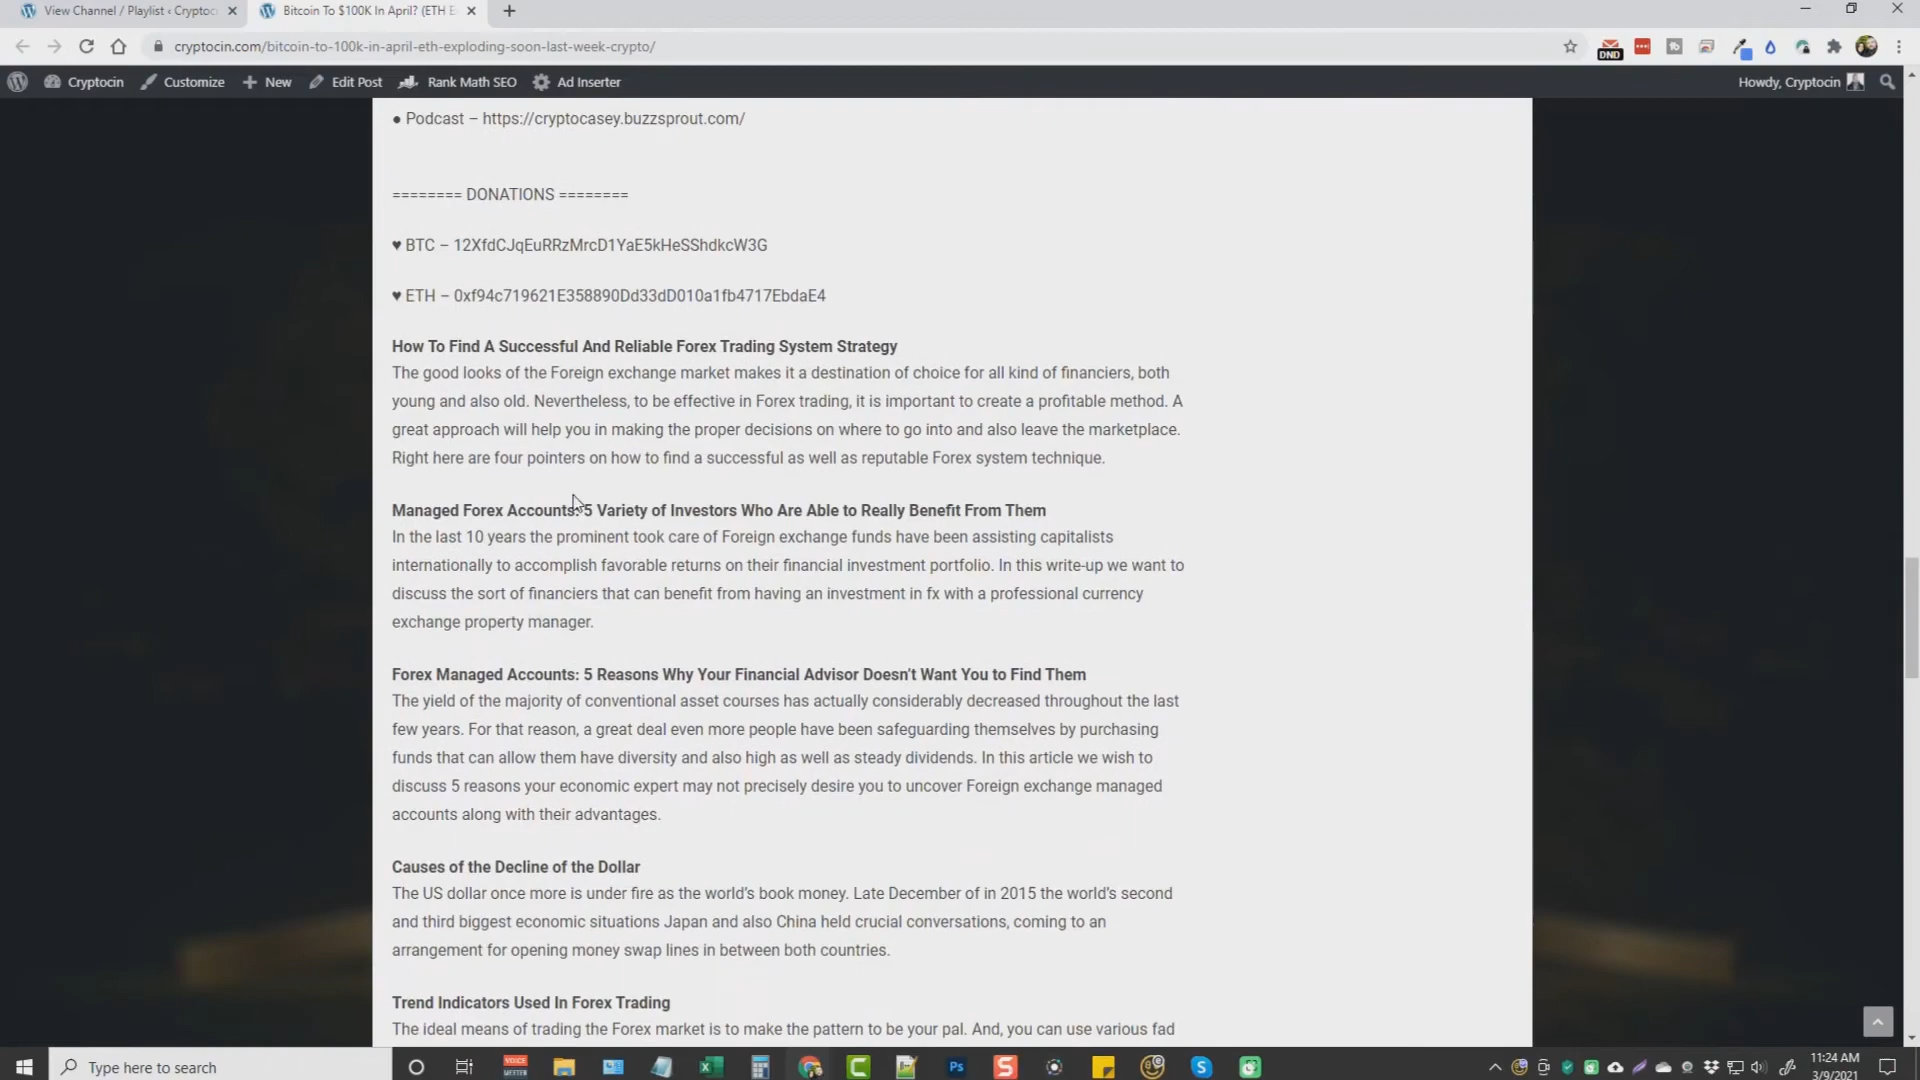 View Channel / Playlist ‹ Cryptoci
Bitcoin To $100K In April? (ETH E
cryptocin.com/bitcoin-to-100k-in-april-eth-exploding-soon-last-week-crypto/
DND
Cryptocin
Customize
New
Edit Post
Rank Math SEO
Ad Inserter
Howdy, Cryptocin
● Podcast – https://cryptocasey.buzzsprout.com/
======== DONATIONS ========
♥ BTC – 12XfdCJqEuRRzMrcD1YaE5kHeSShdkcW3G
♥ ETH – 0xf94c719621E358890Dd33dD010a1fb4717EbdaE4
How To Find A Successful And Reliable Forex Trading System Strategy
The good looks of the Foreign exchange market makes it a destination of choice for all kind of financiers, both
young and also old. Nevertheless, to be effective in Forex trading, it is important to create a profitable method. A
great approach will help you in making the proper decisions on where to go into and also leave the marketplace.
Right here are four pointers on how to find a successful as well as reputable Forex system technique.
Managed Forex Accounts: 5 Variety of Investors Who Are Able to Really Benefit From Them
In the last 10 years the prominent took care of Foreign exchange funds have been assisting capitalists
internationally to accomplish favorable returns on their financial investment portfolio. In this write-up we want to
discuss the sort of financiers that can benefit from having an investment in fx with a professional currency
exchange property manager.
Forex Managed Accounts: 5 Reasons Why Your Financial Advisor Doesn't Want You to Find Them
The yield of the majority of conventional asset courses has actually considerably decreased throughout the last
few years. For that reason, a great deal even more people have been safeguarding themselves by purchasing
funds that can allow them have diversity and also high as well as steady dividends. In this article we wish to
discuss 5 reasons your economic expert may not precisely desire you to uncover Foreign exchange managed
accounts along with their advantages.
Causes of the Decline of the Dollar
The US dollar once more is under fire as the world's book money. Late December of in 2015 the world's second
and third biggest economic situations Japan and also China held crucial conversations, coming to an
arrangement for opening money swap lines in between both countries.
Trend Indicators Used In Forex Trading
The ideal means of trading the Forex market is to make the pattern to be your pal. And, you can use various fad
Type here to search
11:24 AM
3/9/2021